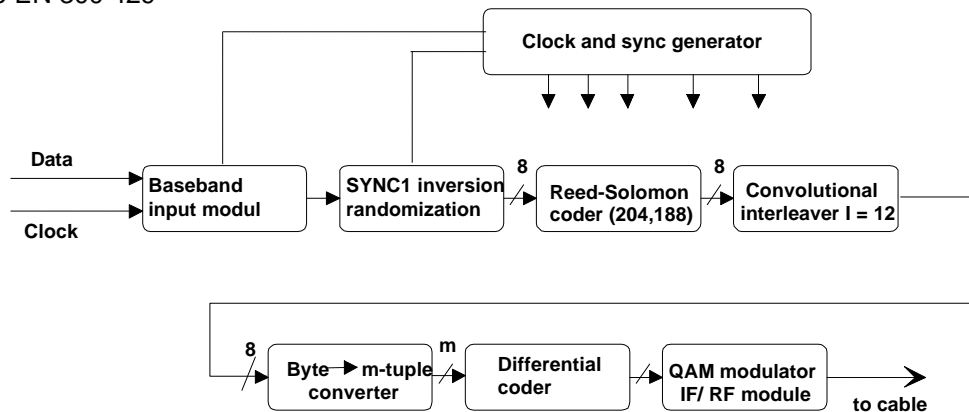 Clock and sync generator
Data
Clock
Baseband
input modul
SYNC1 inversion
randomization
8
Reed-Solomon
coder (204,188)
8
Convolutional
interleaver I = 12
8
Byte m-tuple
converter
m
Differential
coder
QAM modulator
IF/ RF module
to cable